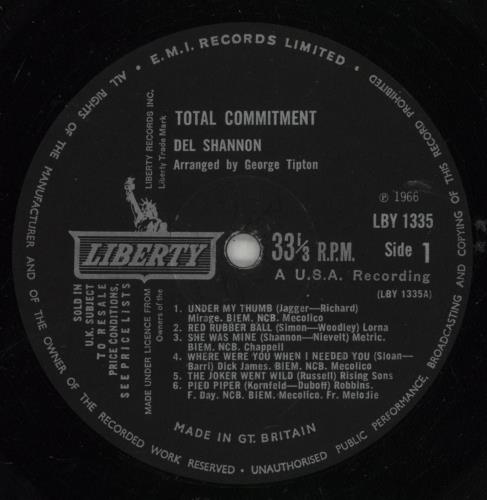 E.M.I. RECORDS LIMITED •
ALL RIGHTS OF THE MANUFACTURER AND OF THE OWNER OF THE RECORDED WORK RESERVED • UNAUTHORISED PUBLIC PERFORMANCE, BROADCASTING AND COPYING OF THIS RECORD PROHIBITED
TOTAL COMMITMENT
DEL SHANNON
Arranged by George Tipton
LIBERTY RECORDS INC.
Liberty Trade Mark
MADE UNDER LICENCE FROM
Owners of the
LIBERTY
SOLD IN
U.K. SUBJECT
TO RESALE
PRICE CONDITIONS,
SEE PRICE LISTS
℗ 1966
LBY 1335
33⅓ R.P.M.
Side 1
A U.S.A. Recording
(LBY 1335A)
1. UNDER MY THUMB (Jagger—Richard)
Mirage. BIEM. NCB. Mecolico
2. RED RUBBER BALL (Simon—Woodley) Lorna
3. SHE WAS MINE (Shannon—Nievelt) Metric.
BIEM. NCB. Chappell
4. WHERE WERE YOU WHEN I NEEDED YOU (Sloan—
Barri) Dick James. BIEM. NCB. Mecolico
5. THE JOKER WENT WILD (Russell) Rising Sons
6. PIED PIPER (Kornfeld—Duboff) Robbins.
F. Day. NCB. BIEM. Mecolico. Fr. Melodie
MADE IN GT. BRITAIN